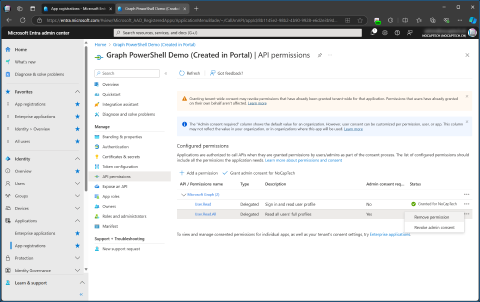 App registrations - Microsoft E
Graph PowerShell Demo (Created
Microsoft Entra admin center
Search resources, services, and docs (G+/)
Home
What's new
Diagnose & solve problems
Favorites
App registrations
Enterprise applications
Identity > Overview
All users
Identity
Overview
Users
Groups
Devices
Applications
Enterprise applications
App registrations
Protection
Identity Governance
Learn & support
Home > Graph PowerShell Demo (Created in Portal)
Graph PowerShell Demo (Created in Portal) | API permissions
Search
Refresh
Got feedback?
Overview
Quickstart
Integration assistant
Diagnose and solve problems
Manage
Branding & properties
Authentication
Certificates & secrets
Token configuration
API permissions
Expose an API
App roles
Owners
Roles and administrators
Manifest
Support + Troubleshooting
New support request
Granting tenant-wide consent may revoke permissions that have already been granted tenant-wide for that application. Permissions that users have already granted
on their own behalf aren't affected. Learn more
The "Admin consent required" column shows the default value for an organization. However, user consent can be customized per permission, user, or app. This column
may not reflect the value in your organization, or in organizations where this app will be used. Learn more
Configured permissions
Applications are authorized to call APIs when they are granted permissions by users/admins as part of the consent process. The list of configured permissions should
include all the permissions the application needs. Learn more about permissions and consent
Add a permission
Grant admin consent for NoCapTech
API / Permissions name
Type
Description
Admin consent req...
Status
Microsoft Graph (2)
User.Read
Delegated
Sign in and read user profile
No
Granted for NoCapTech
User.Read.All
Delegated
Read all users' full profiles
Yes
Remove permission
Revoke admin consent
To view and manage consented permissions for individual apps, as well as your tenant's consent settings, try Enterprise applications.